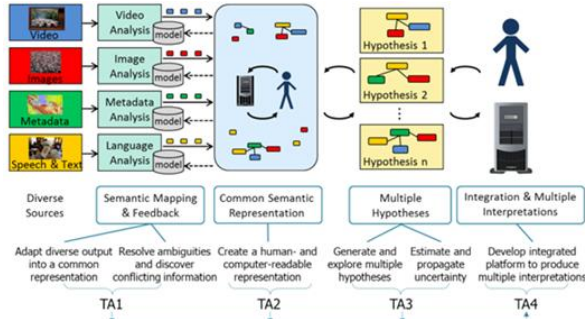 Video
Video
Analysis
model
Images
Image
Analysis
model
Metadata
Metadata
Analysis
model
Speech & Text
Language
Analysis
model
Hypothesis 1
Hypothesis 2
Hypothesis n
Diverse
Sources
Semantic Mapping
& Feedback
Common Semantic
Representation
Multiple
Hypotheses
Integration & Multiple
Interpretations
Adapt diverse output
into a common
representation
Resolve ambiguities
and discover
conflicting information
Create a human- and
computer-readable
representation
Generate and
explore multiple
hypotheses
Estimate and
propagate
uncertainty
Develop integrated
platform to produce
multiple interpretations
TA1
TA2
TA3
TA4